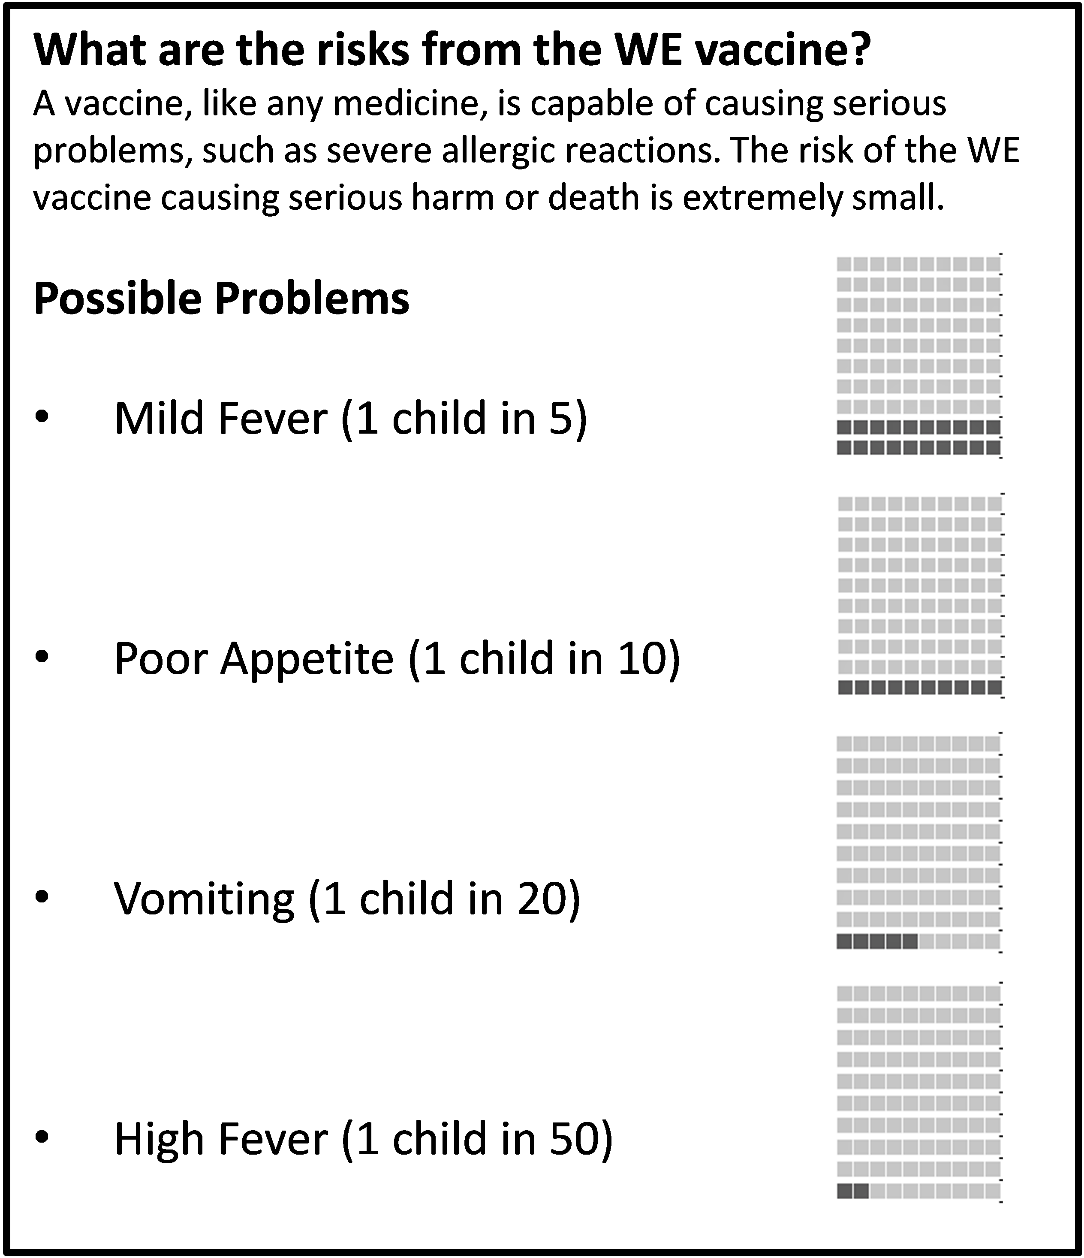 What are the risks from the WE vaccine?
A vaccine, like any medicine, is capable of causing serious
problems, such as severe allergic reactions. The risk of the WE
vaccine causing serious harm or death is extremely small.
Possible Problems
• Mild Fever (1 child in 5)
• Poor Appetite (1 child in 10)
• Vomiting (1 child in 20)
• High Fever (1 child in 50)